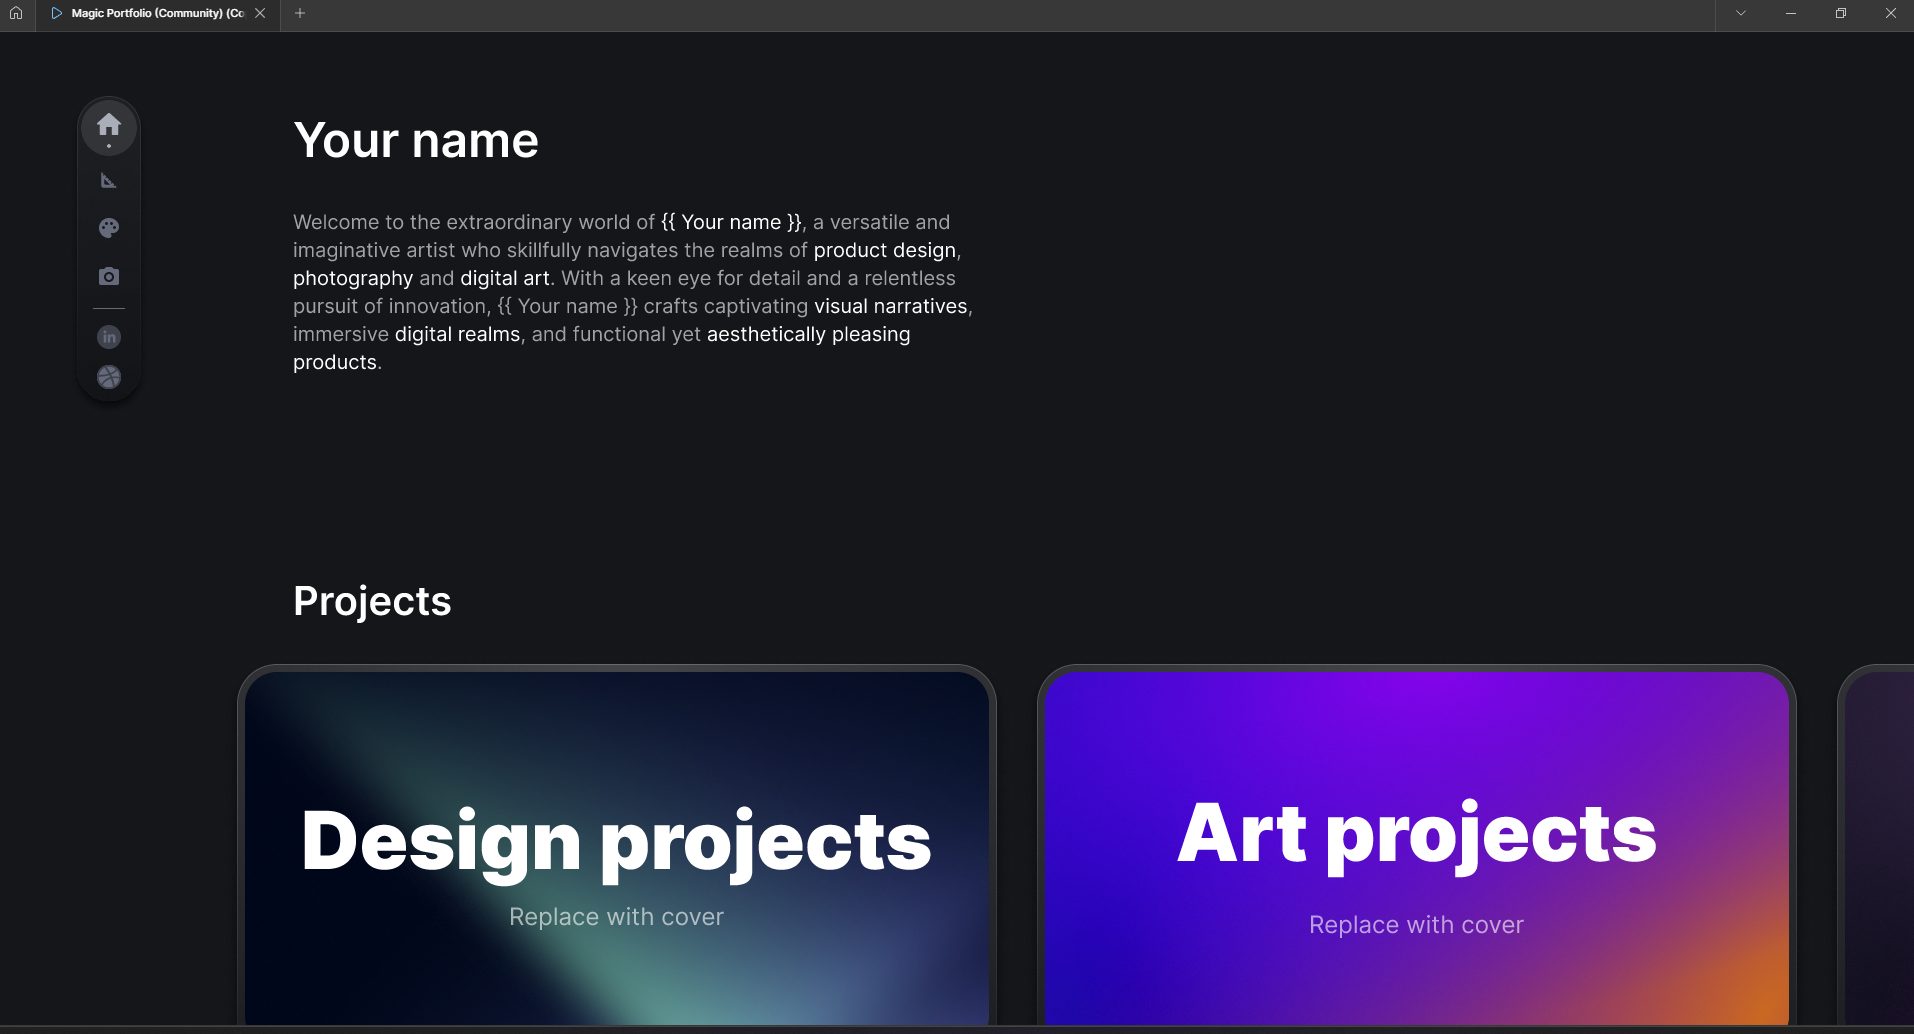 Magic Portfolio (Community) (Co
Your name
Welcome to the extraordinary world of {{ Your name }}, a versatile and
imaginative artist who skillfully navigates the realms of product design,
photography and digital art. With a keen eye for detail and a relentless
pursuit of innovation, {{ Your name }} crafts captivating visual narratives,
immersive digital realms, and functional yet aesthetically pleasing
products.
in
Projects
Design projects
Replace with cover
Art projects
Replace with cover